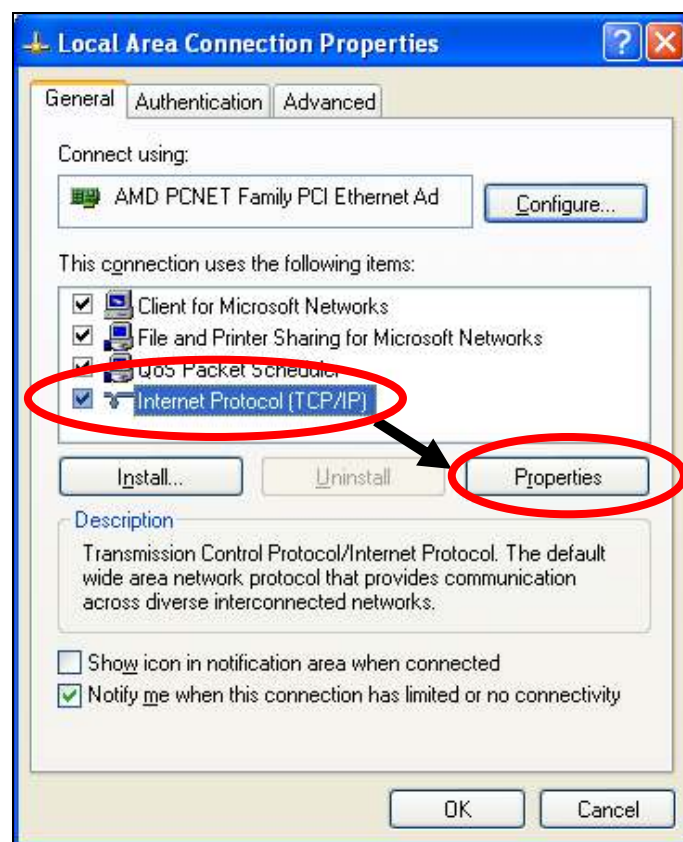 Local Area Connection Properties
General Authentication Advanced
Connect using:
AMD PCNET Family PCI Ethernet Ad
Configure...
This connection uses the following items:
Client for Microsoft Networks
File and Printer Sharing for Microsoft Networks
QoS Packet Scheduler
Internet Protocol (TCP/IP)
Install... Uninstall Properties
Description
Transmission Control Protocol/Internet Protocol. The default
wide area network protocol that provides communication
across diverse interconnected networks.
Show icon in notification area when connected
Notify me when this connection has limited or no connectivity
OK Cancel